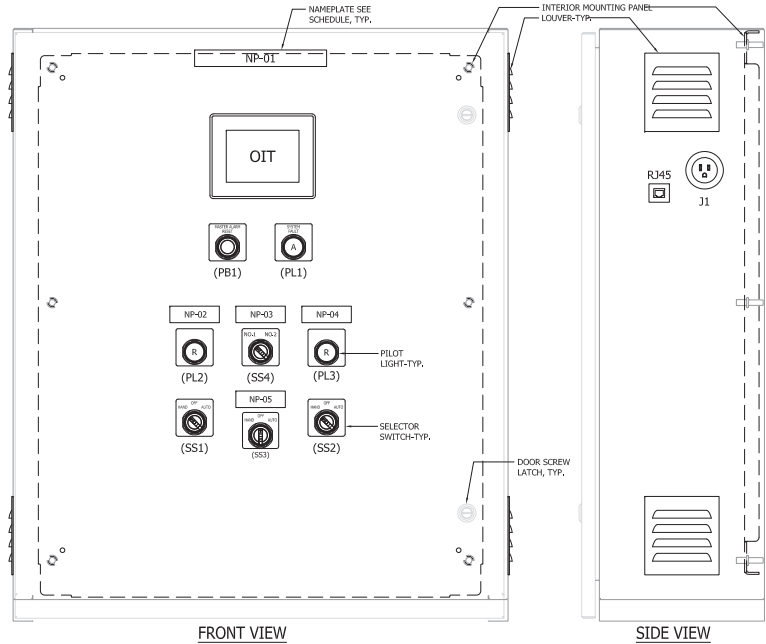 NAMEPLATE SEE
SCHEDULE, TYP.
INTERIOR MOUNTING PANEL
LOUVER-TYP.
NP-01
OIT
RJ45
J1
MASTER ALARM
RESET
SYSTEM
FAULT
A
(PB1)
(PL1)
NP-02
NP-03
NP-04
R
NO.1 NO.2
R
PILOT
LIGHT-TYP.
(PL2)
(SS4)
(PL3)
NP-05
OFF
HAND AUTO
OFF
HAND AUTO
OFF
HAND AUTO
SELECTOR
SWITCH-TYP.
(SS1)
(SS3)
(SS2)
DOOR SCREW
LATCH, TYP.
FRONT VIEW
SIDE VIEW